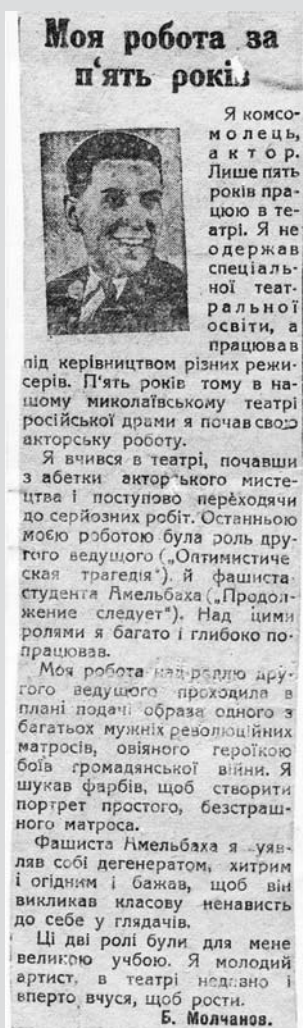 Моя робота за
п'ять років
Я комсо-
молець,
актор.
Лише пять
років пра-
цюю в те-
атрі. Я не
одержав
спеціаль-
ної теат-
ральної
освіти, а
працював
під керівництвом різних режи-
серів. П'ять років тому в на-
шому миколаївському театрі
російської драми я почав свою
акторську роботу.
Я вчився в театрі, почавши
з абетки акторського мисте-
цтва і поступово переходячи
до серйозних робіт. Останньою
моєю роботою була роль дру-
гого ведущого („Оптимистиче
ская трагедія"). й фашиста
студента Амельбаха („Продол-
жение следует"). Над цими
ролями я багато і глибоко по-
працював.
Моя робота над роллю дру-
гого ведущого проходила в
плані подачі образа одного з
багатьох мужніх революційних
матросів, овіяного героїкою
боїв громадянської війни. Я
шукав фарбів, щоб створити
портрет простого, безстраш-
ного матроса.
Фашиста Амельбаха я уяв-
ляв собі дегенератом, хитрим
і огідним і бажав, щоб він
викликав класову ненависть
до себе у глядачів.
Ці дві ролі були для мене
великою учбою. Я молодий
артист, в театрі недавно і
вперто вчуся, щоб рости.
Б. Молчанов.